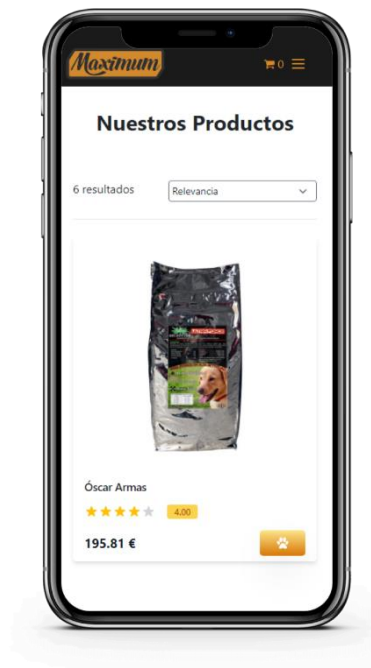 Maximum
0
Nuestros Productos
6 resultados
Relevancia
Óscar Armas
4.00
195.81 €